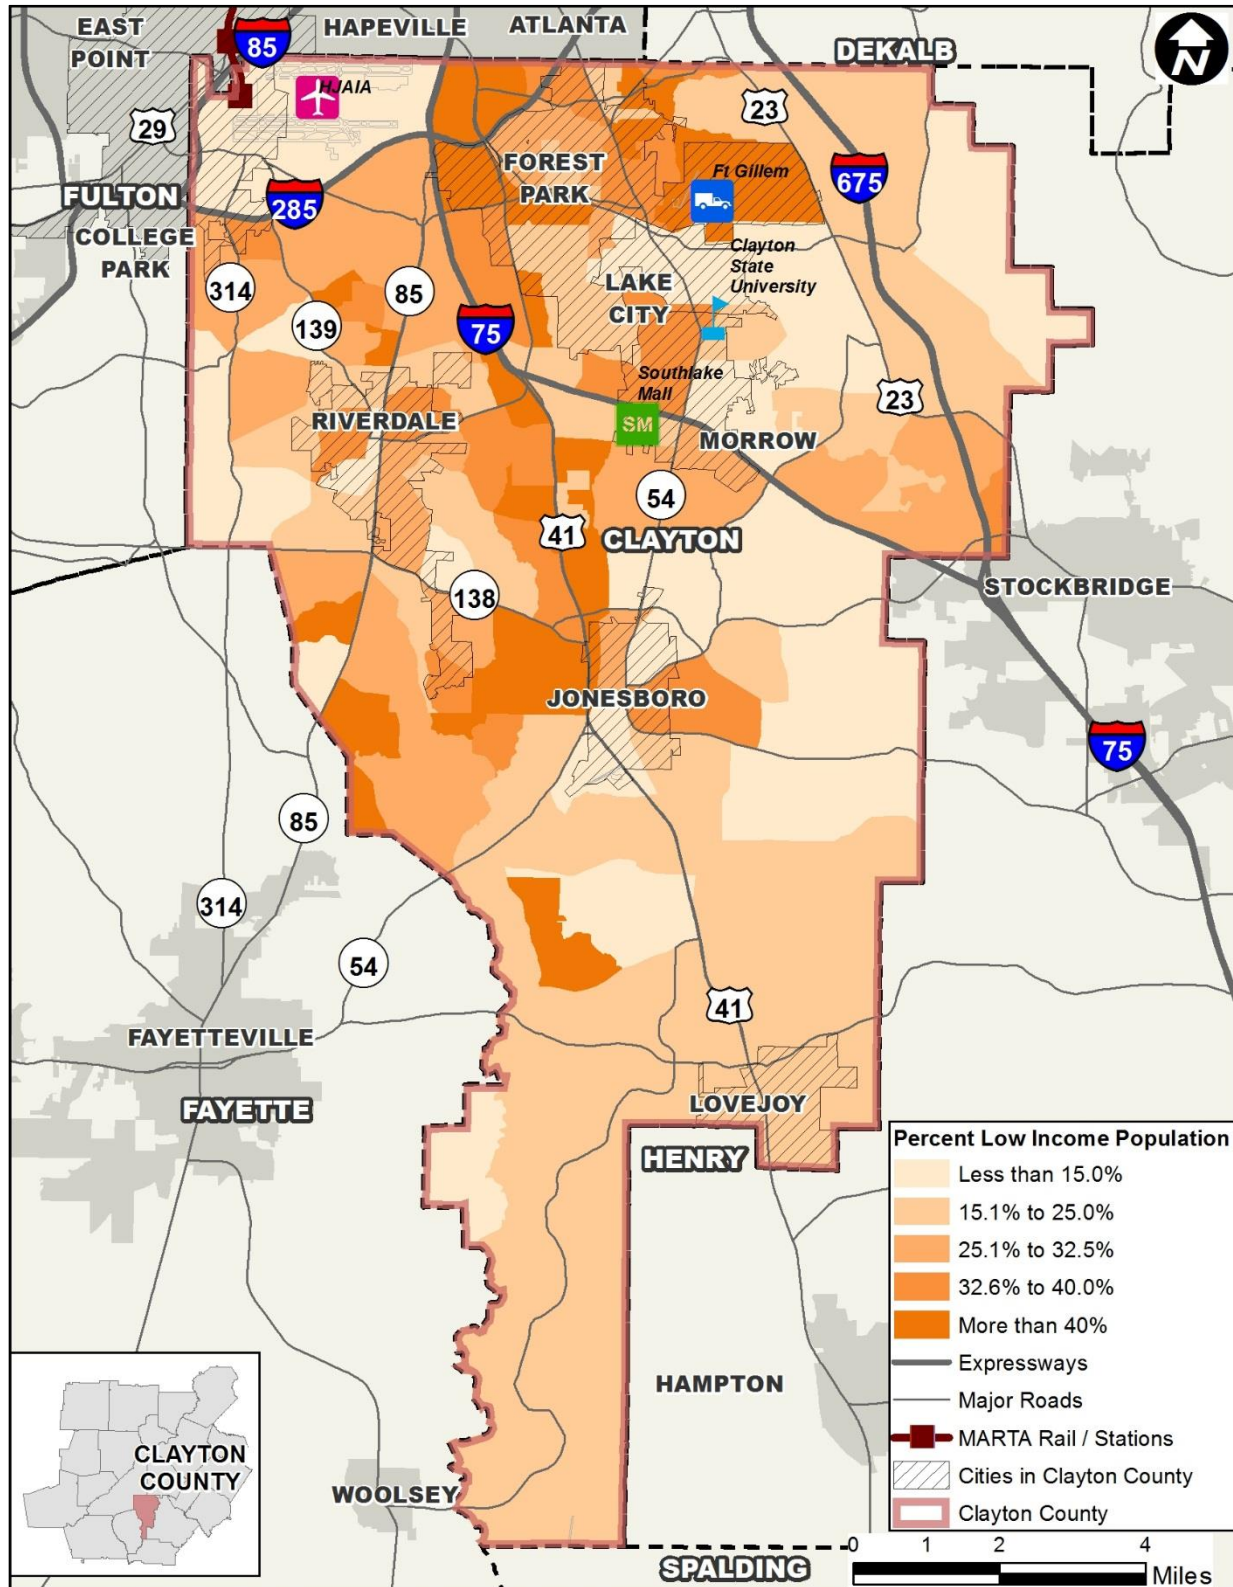 EAST
POINT
85
HAPEVILLE
ATLANTA
DEKALB
N
HJAIA
29
23
FOREST
PARK
Ft Gillem
675
FULTON
285
COLLEGE
PARK
Clayton
State
University
314
85
LAKE
CITY
139
75
Southlake
Mall
23
RIVERDALE
SM
MORROW
54
41
CLAYTON
138
STOCKBRIDGE
JONESBORO
75
85
314
54
41
FAYETTEVILLE
FAYETTE
LOVEJOY
HENRY
Percent Low Income Population
Less than 15.0%
15.1% to 25.0%
25.1% to 32.5%
32.6% to 40.0%
More than 40%
Expressways
Major Roads
MARTA Rail / Stations
Cities in Clayton County
Clayton County
HAMPTON
CLAYTON
COUNTY
WOOLSEY
SPALDING
0 1 2 4
Miles